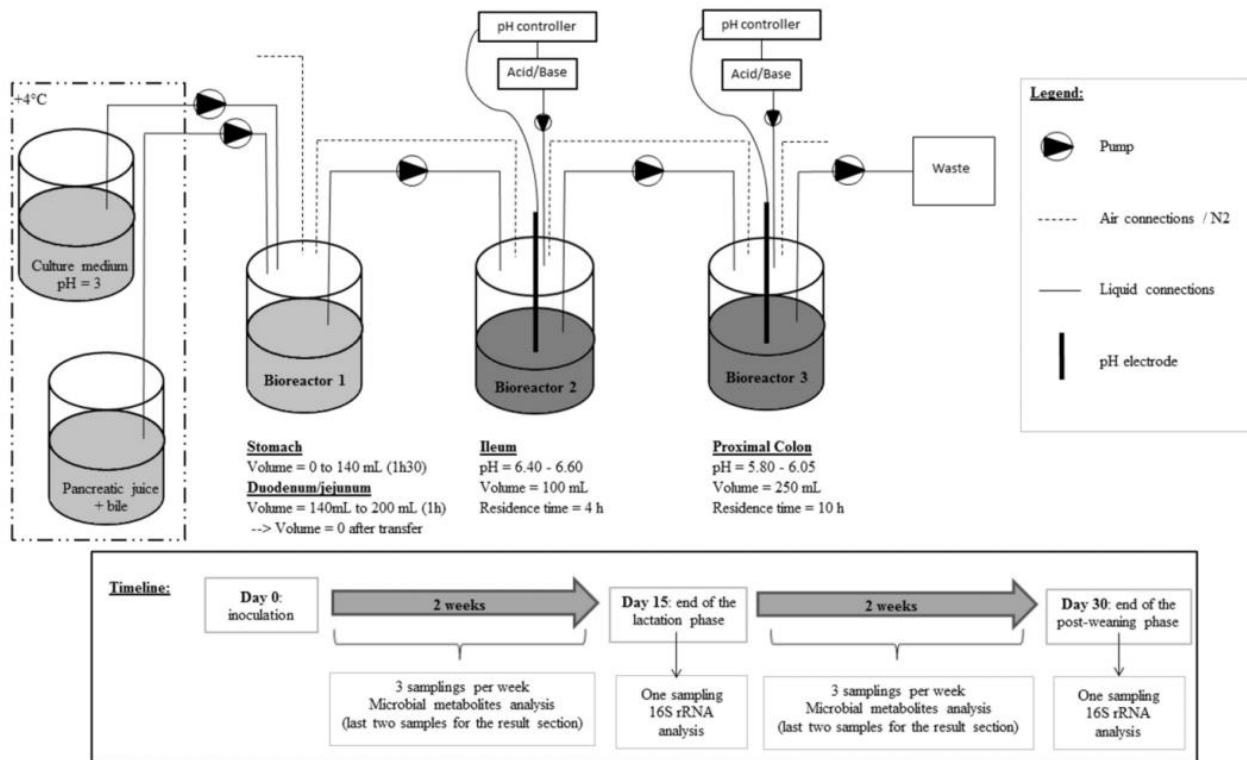 pH controller
pH controller
Acid/Base
Acid/Base
+4°C
Culture medium
pH = 3
Pancreatic juice
+ bile
Bioreactor 1
Bioreactor 2
Bioreactor 3
Waste
Legend:
Pump
Air connections / N2
Liquid connections
pH electrode
Stomach
Volume = 0 to 140 mL (1h30)
Duodenum/jejunum
Volume = 140mL to 200 mL (1h)
--> Volume = 0 after transfer
Ileum
pH = 6.40 - 6.60
Volume = 100 mL
Residence time = 4 h
Proximal Colon
pH = 5.80 - 6.05
Volume = 250 mL
Residence time = 10 h
Timeline:
Day 0:
inoculation
2 weeks
Day 15: end of the
lactation phase
2 weeks
Day 30: end of the
post-weaning phase
3 samplings per week
Microbial metabolites analysis
(last two samples for the result section)
One sampling
16S rRNA
analysis
3 samplings per week
Microbial metabolites analysis
(last two samples for the result section)
One sampling
16S rRNA
analysis